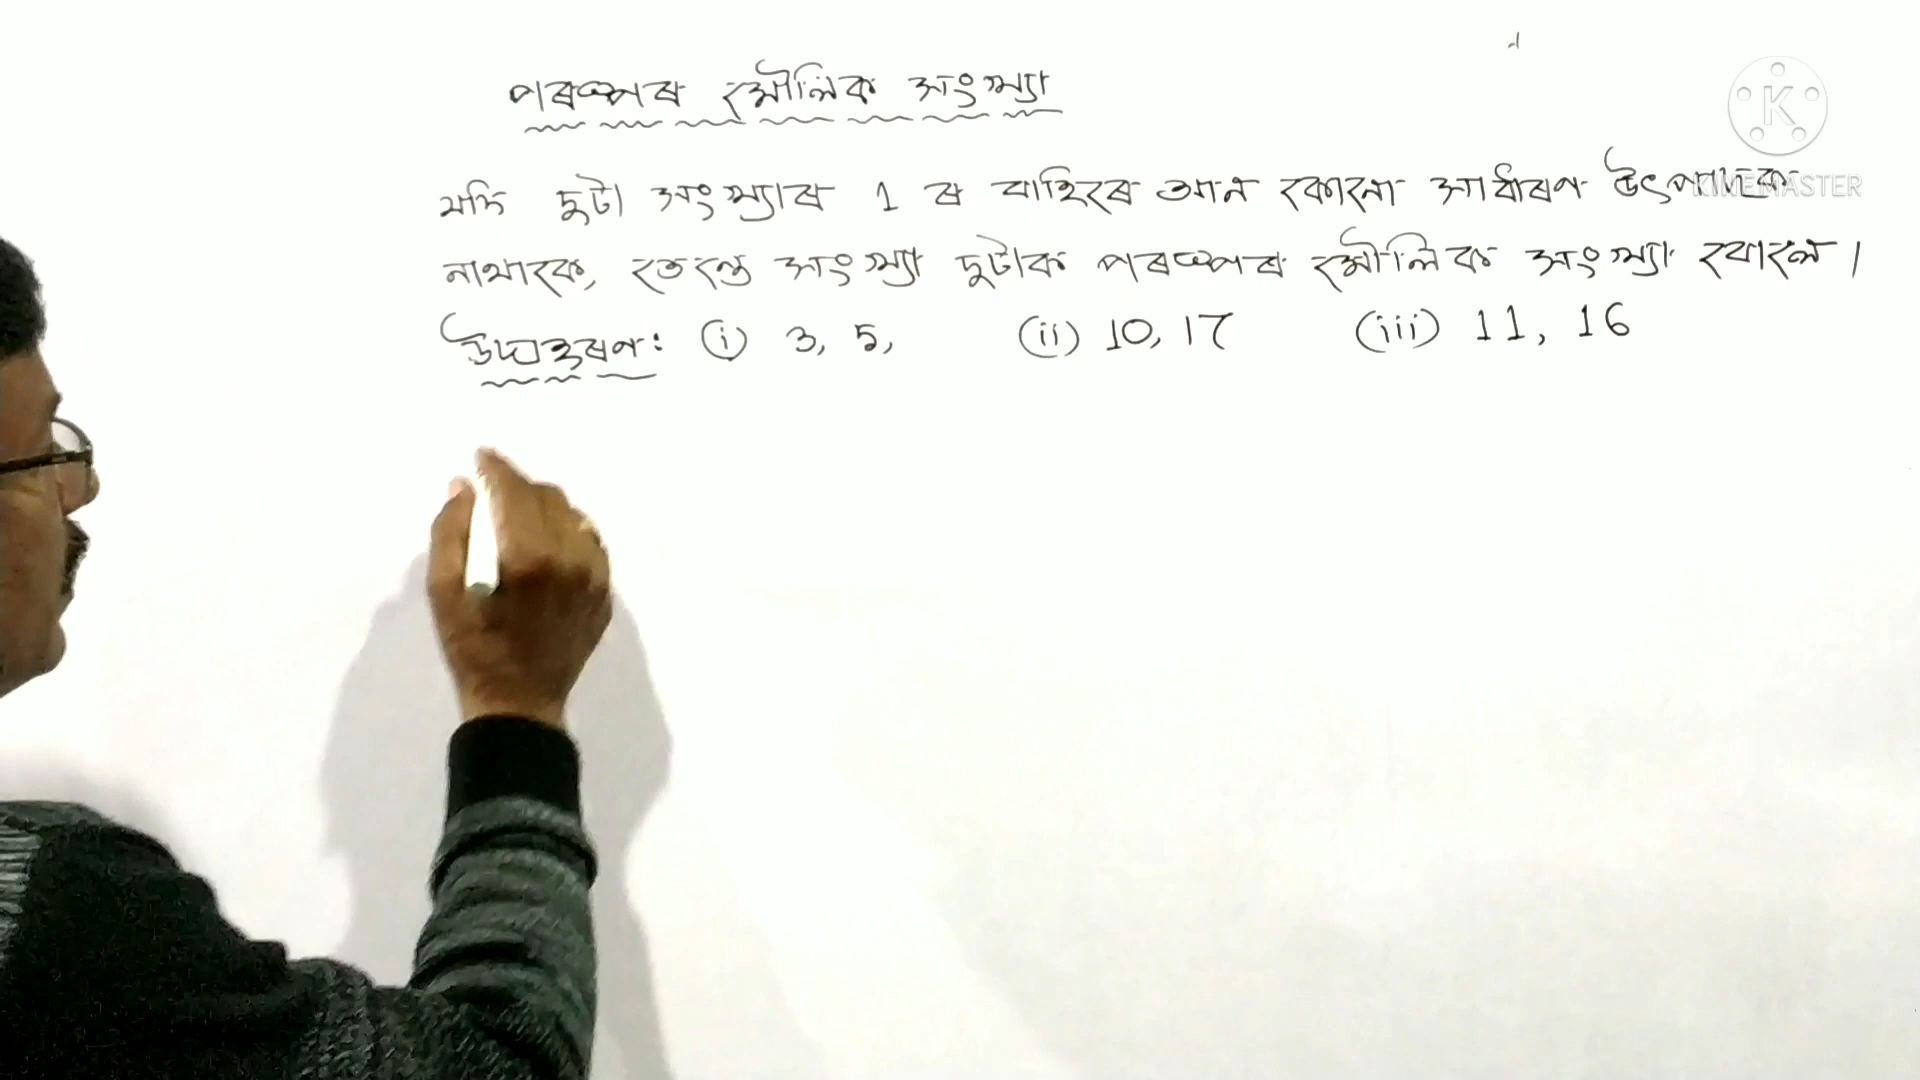 পৰস্পৰ মৌলিক সংখ্যা
যদি দুটা সংখ্যাৰ 1 ৰ বাহিৰে আন কোনো সাধাৰণ উৎপাদক
নাথাকে, তেন্তে সংখ্যা দুটাক পৰস্পৰ মৌলিক সংখ্যা বোলে।
উদাহৰণ: (i) 3, 5, (ii) 10, 17 (iii) 11, 16
K
KINEMASTER